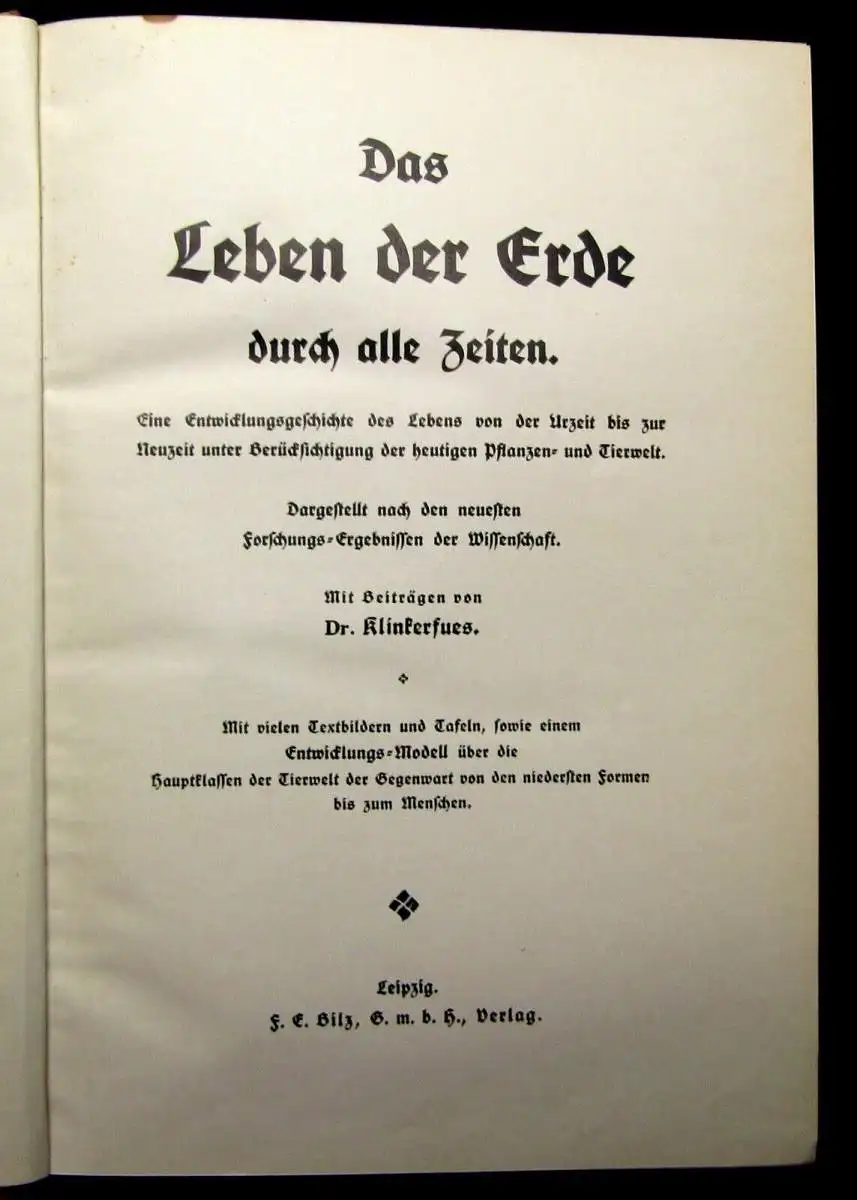 Das
Leben der Erde
durch alle Zeiten.
Eine Entwicklungsgeschichte des Lebens von der Urzeit bis zur
Neuzeit unter Berücksichtigung der heutigen Pflanzen- und Tierwelt.
Dargestellt nach den neuesten
Forschungs-Ergebnissen der Wissenschaft.
Mit Beiträgen von
Dr. Klinkerfues.
Mit vielen Textbildern und Tafeln, sowie einem
Entwicklungs-Modell über die
Hauptklassen der Tierwelt der Gegenwart von den niedersten Formen
bis zum Menschen.
Leipzig.
F. E. Bilz, G. m. b. H., Verlag.